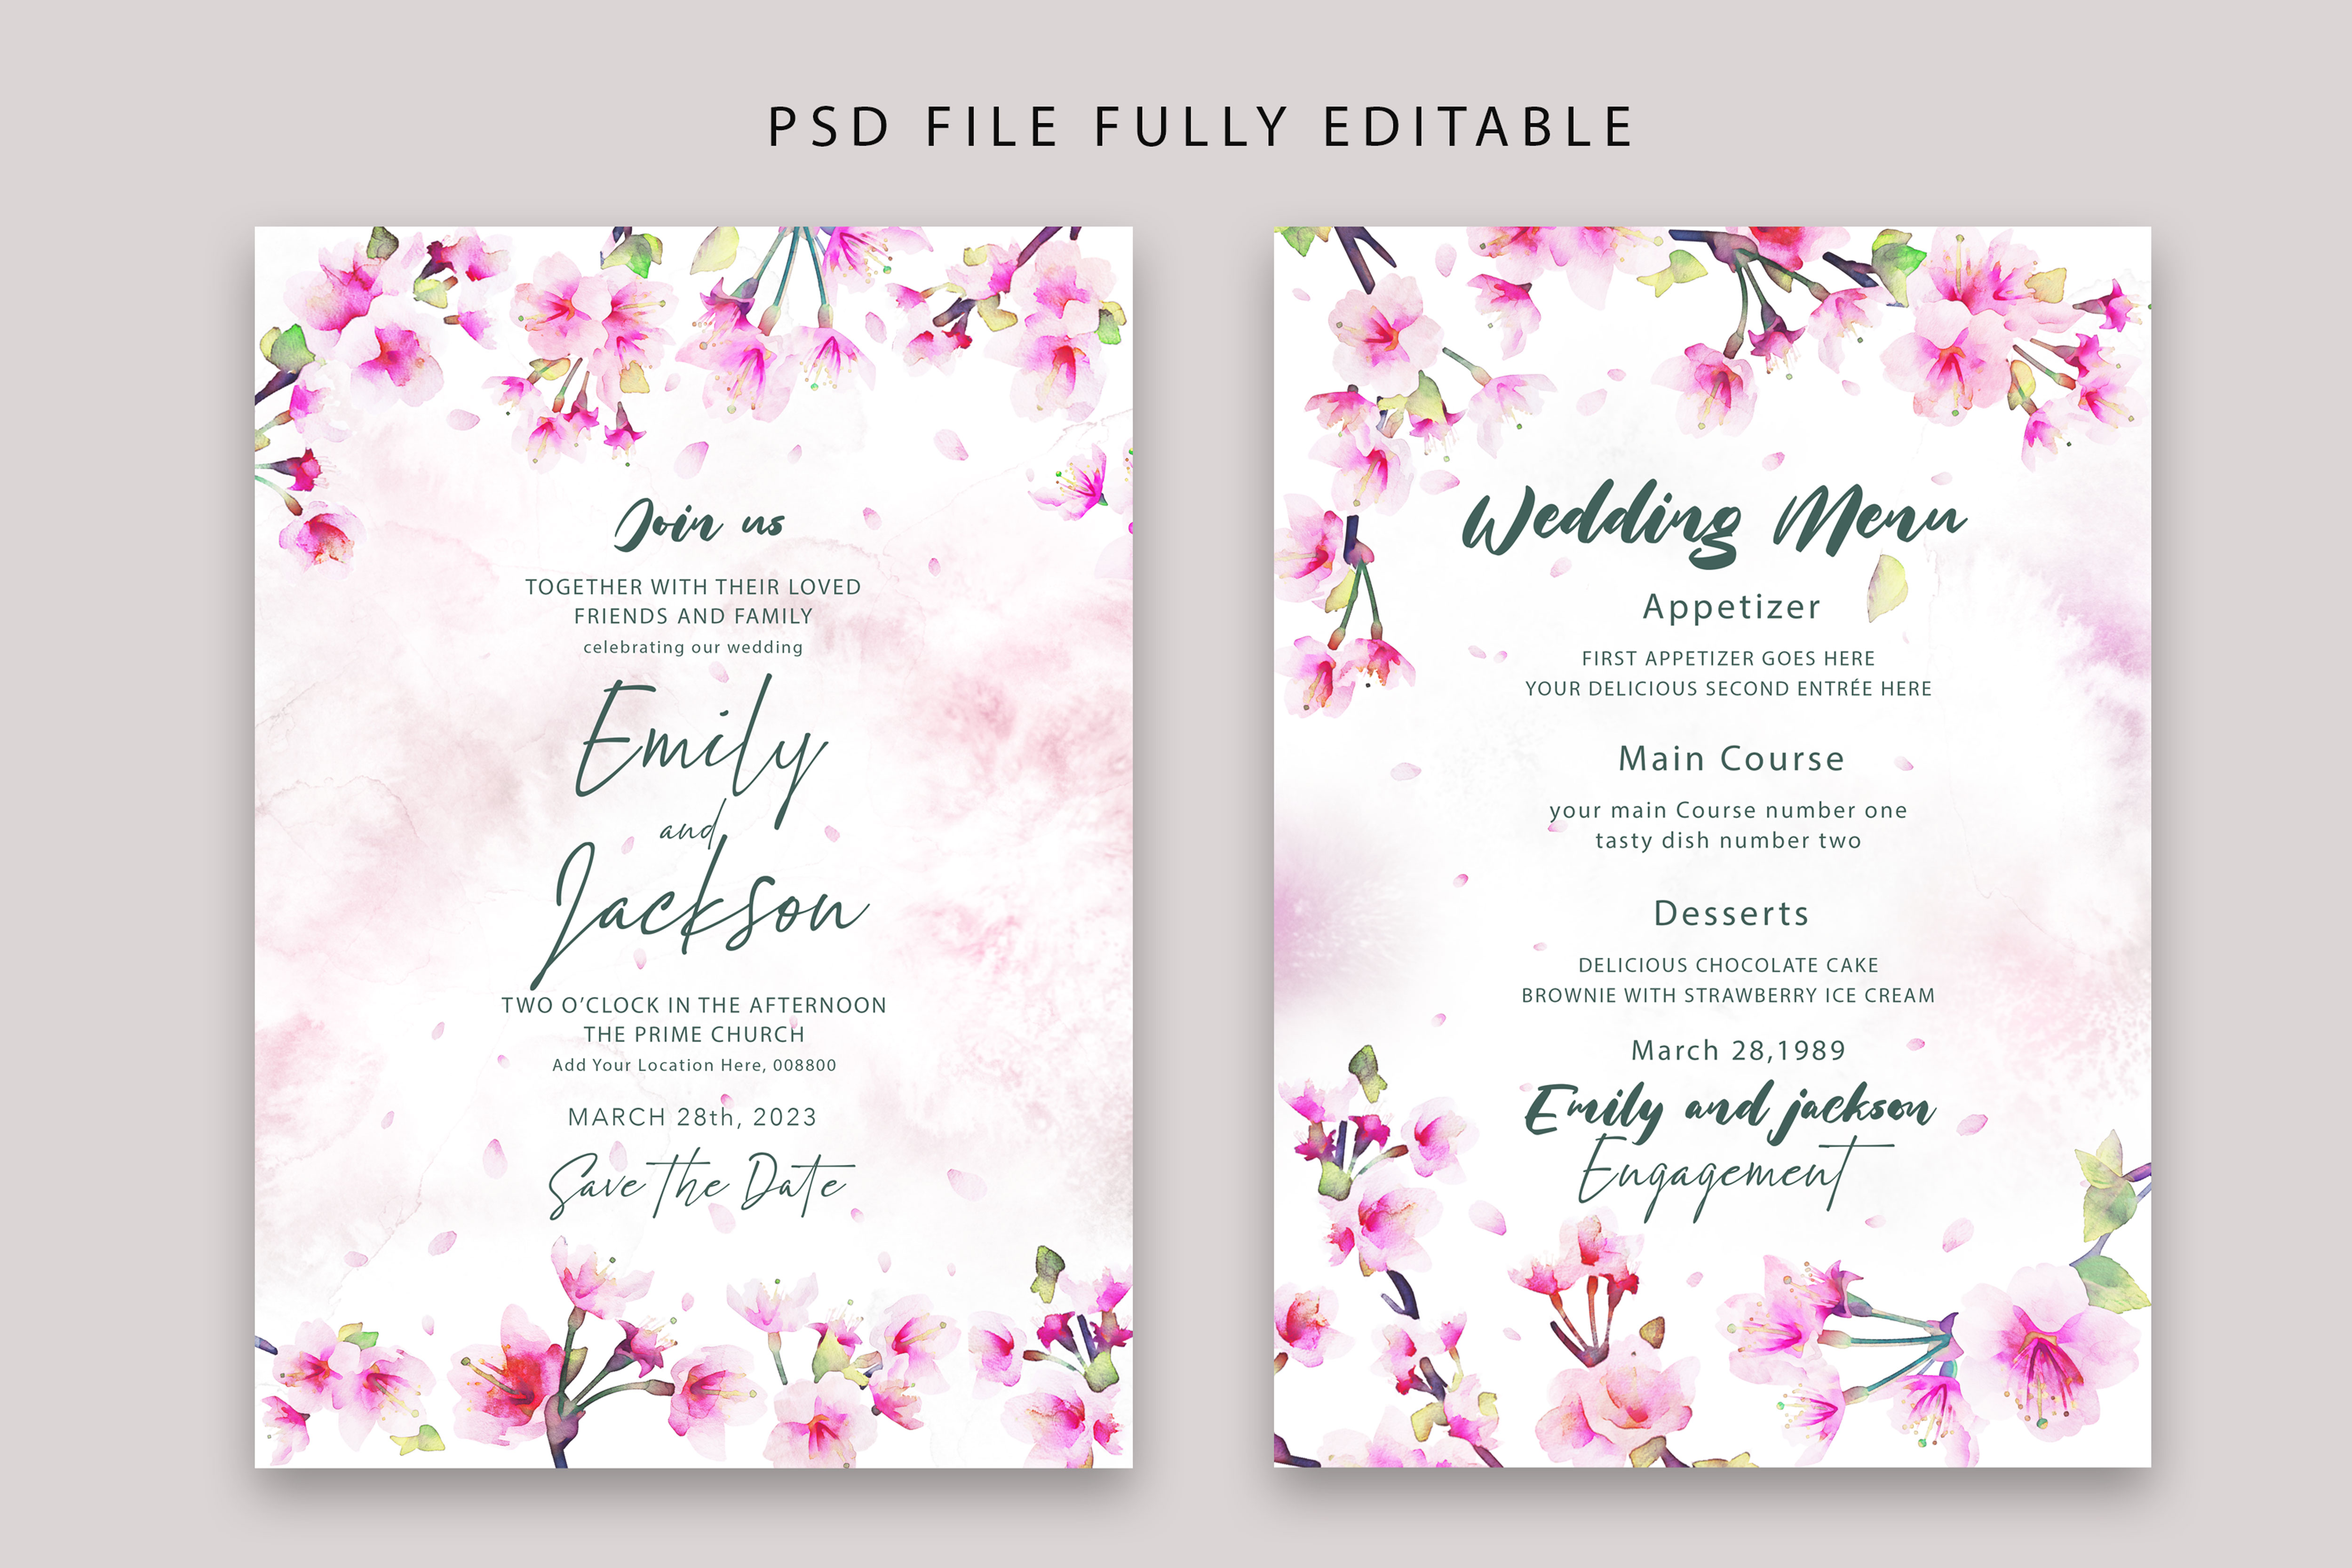 PSD FILE FULLY EDITABLE
Join us
TOGETHER WITH THEIR LOVED
FRIENDS AND FAMILY
celebrating our wedding
Emily
and
Jackson
TWO O’CLOCK IN THE AFTERNOON
THE PRIME CHURCH
Add Your Location Here, 008800
MARCH 28th, 2023
Save the Date
Wedding Menu
Appetizer
FIRST APPETIZER GOES HERE
YOUR DELICIOUS SECOND ENTRÉE HERE
Main Course
your main Course number one
tasty dish number two
Desserts
DELICIOUS CHOCOLATE CAKE
BROWNIE WITH STRAWBERRY ICE CREAM
March 28,1989
Emily and jackson
Engagement